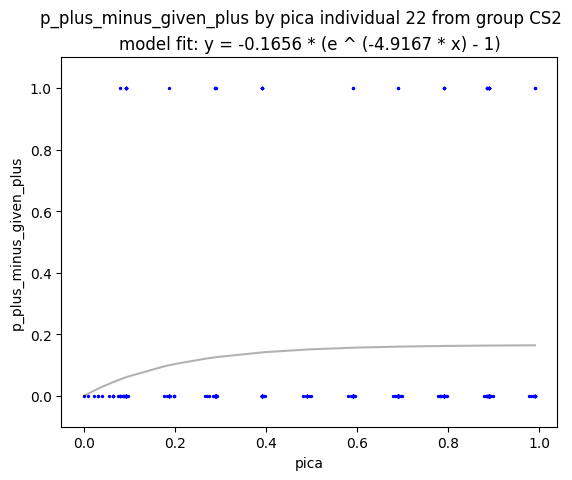 p_plus_minus_given_plus by pica individual 22 from group CS2
model fit: y = -0.1656 * (e ^ (-4.9167 * x) - 1)
1.0
0.8
0.6
0.4
0.2
0.0
p_plus_minus_given_plus
0.0 0.2 0.4 0.6 0.8 1.0
pica